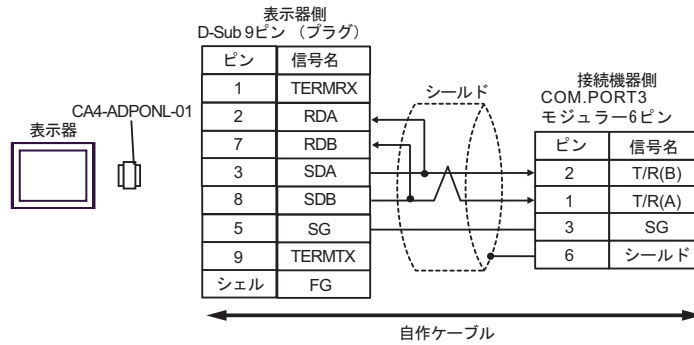 表示器側
D-Sub 9ピン （プラグ）
ピン 信号名
1 TERMRX
2 RDA
7 RDB
3 SDA
8 SDB
5 SG
9 TERMTX
シェル FG
CA4-ADPONL-01
表示器
シールド
接続機器側
COM.PORT3
モジュラー6ピン
ピン 信号名
2 T/R(B)
1 T/R(A)
3 SG
6 シールド
自作ケーブル